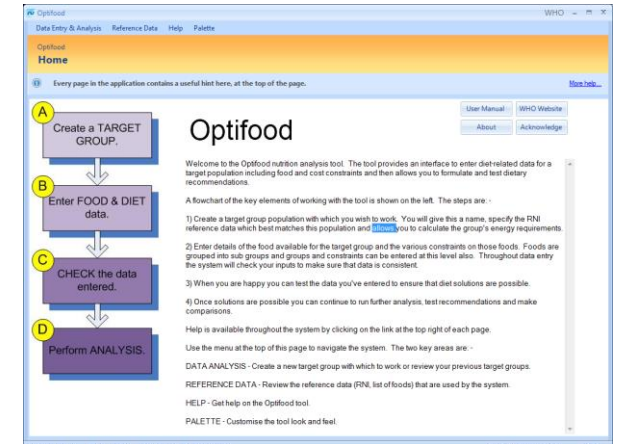 Optifood
WHO
Data Entry & Analysis Reference Data Help Palette
Optifood
Home
Every page in the application contains a useful hint here, at the top of the page.
More help...
User Manual WHO Website
About Acknowledge
A
Create a TARGET
GROUP.
B
Enter FOOD & DIET
data.
C
CHECK the data
entered.
D
Perform ANALYSIS.
Optifood
Welcome to the Optifood nutrition analysis tool. The tool provides an interface to enter diet-related data for a
target population including food and cost constraints and then allows you to formulate and test dietary
recommendations.
A flowchart of the key elements of working with the tool is shown on the left. The steps are: -
1) Create a target group population with which you wish to work. You will give this a name, specify the RNI
reference data which best matches this population and allows you to calculate the group's energy requirements.
2) Enter details of the food available for the target group and the various constraints on those foods. Foods are
grouped into sub groups and groups and constraints can be entered at this level also. Throughout data entry
the system will check your inputs to make sure that data is consistent.
3) When you are happy you can test the data you've entered to ensure that diet solutions are possible.
4) Once solutions are possible you can continue to run further analysis, test recommendations and make
comparisons.
Help is available throughout the system by clicking on the link at the top right of each page.
Use the menu at the top of this page to navigate the system. The two key areas are: -
DATA ANALYSIS - Create a new target group with which to work or review your previous target groups.
REFERENCE DATA - Review the reference data (RNI, list of foods) that are used by the system.
HELP - Get help on the Optifood tool.
PALETTE - Customise the tool look and feel.